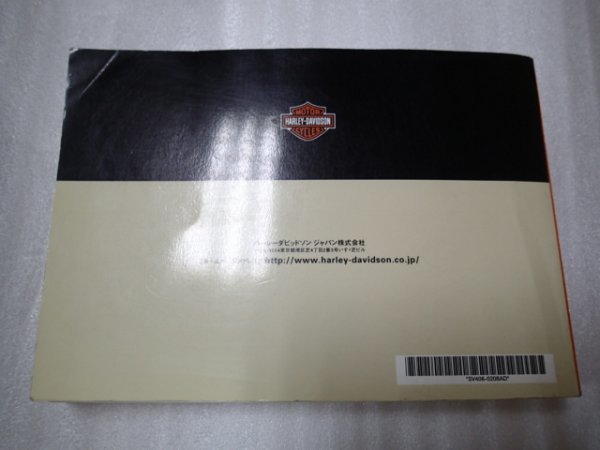 MOTOR
HARLEY-DAVIDSON
CYCLES
ハーレーダビッドソン ジャパン株式会社
http://www.harley-davidson.co.jp/
*SV406-0208AD*